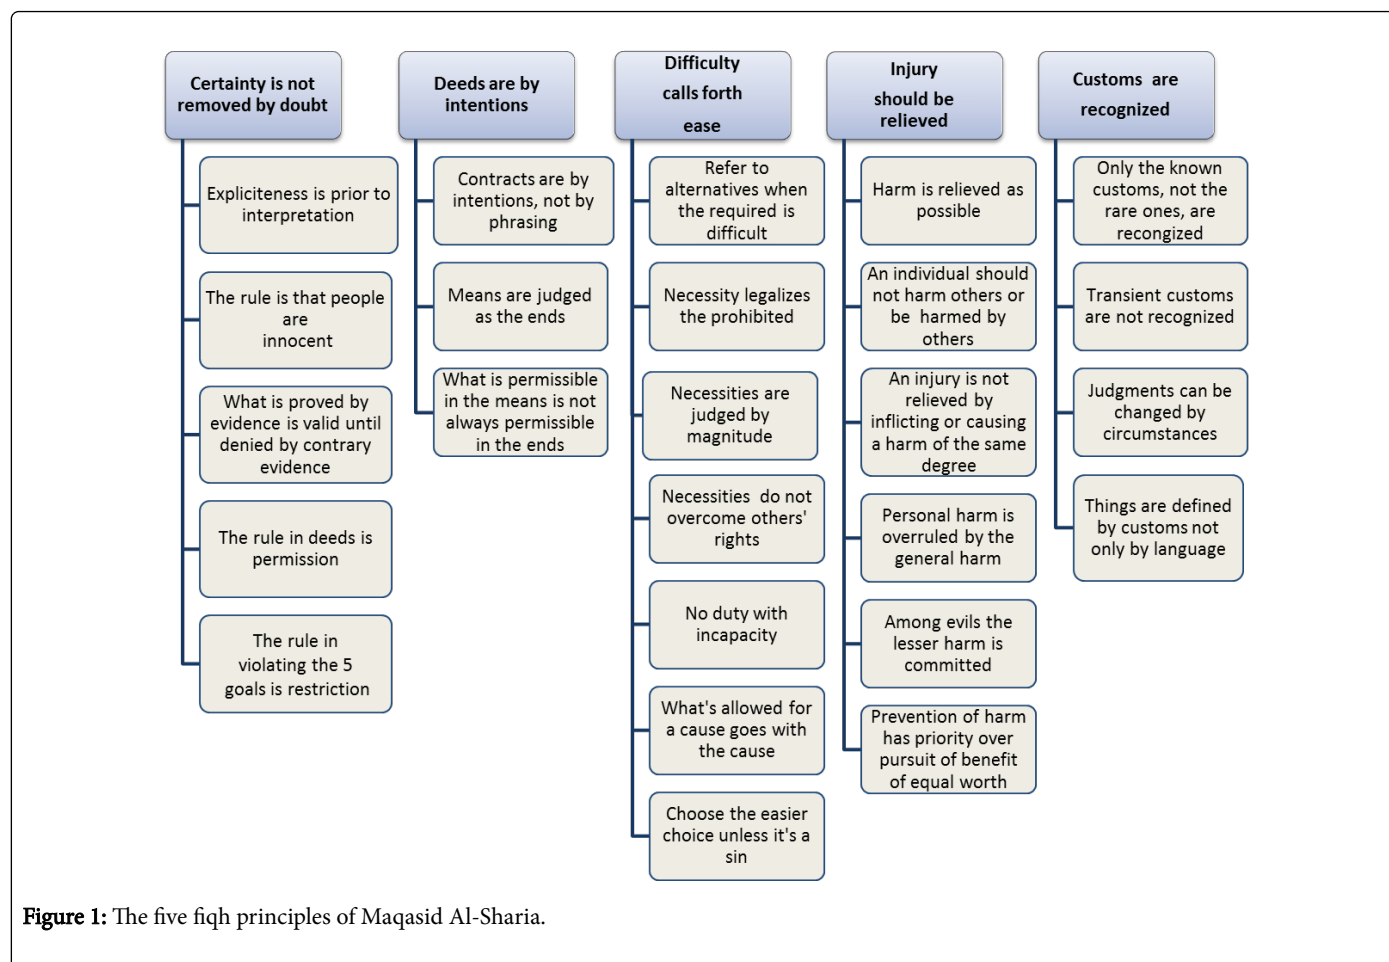 Certainty is not
removed by doubt
Expliciteness is prior to
interpretation
The rule is that people
are
innocent
What is proved by
evidence is valid until
denied by contrary
evidence
The rule in deeds is
permission
The rule in
violating the 5
goals is restriction
Deeds are by
intentions
Contracts are by
intentions, not by
phrasing
Means are judged
as the ends
What is permissible
in the means is not
always permissible
in the ends
Difficulty
calls forth
ease
Refer to
alternatives when
the required is
difficult
Necessity legalizes
the prohibited
Necessities are
judged by
magnitude
Necessities do not
overcome others'
rights
No duty with
incapacity
What's allowed for
a cause goes with
the cause
Choose the easier
choice unless it's a
sin
Injury
should be
relieved
Harm is relieved as
possible
An individual should
not harm others or
be harmed by
others
An injury is not
relieved by
inflicting or causing
a harm of the same
degree
Personal harm is
overruled by the
general harm
Among evils the
lesser harm is
committed
Prevention of harm
has priority over
pursuit of benefit
of equal worth
Customs are
recognized
Only the known
customs, not the
rare ones, are
recongized
Transient customs
are not recognized
Judgments can be
changed by
circumstances
Things are defined
by customs not
only by language
Figure 1: The five fiqh principles of Maqasid Al-Sharia.